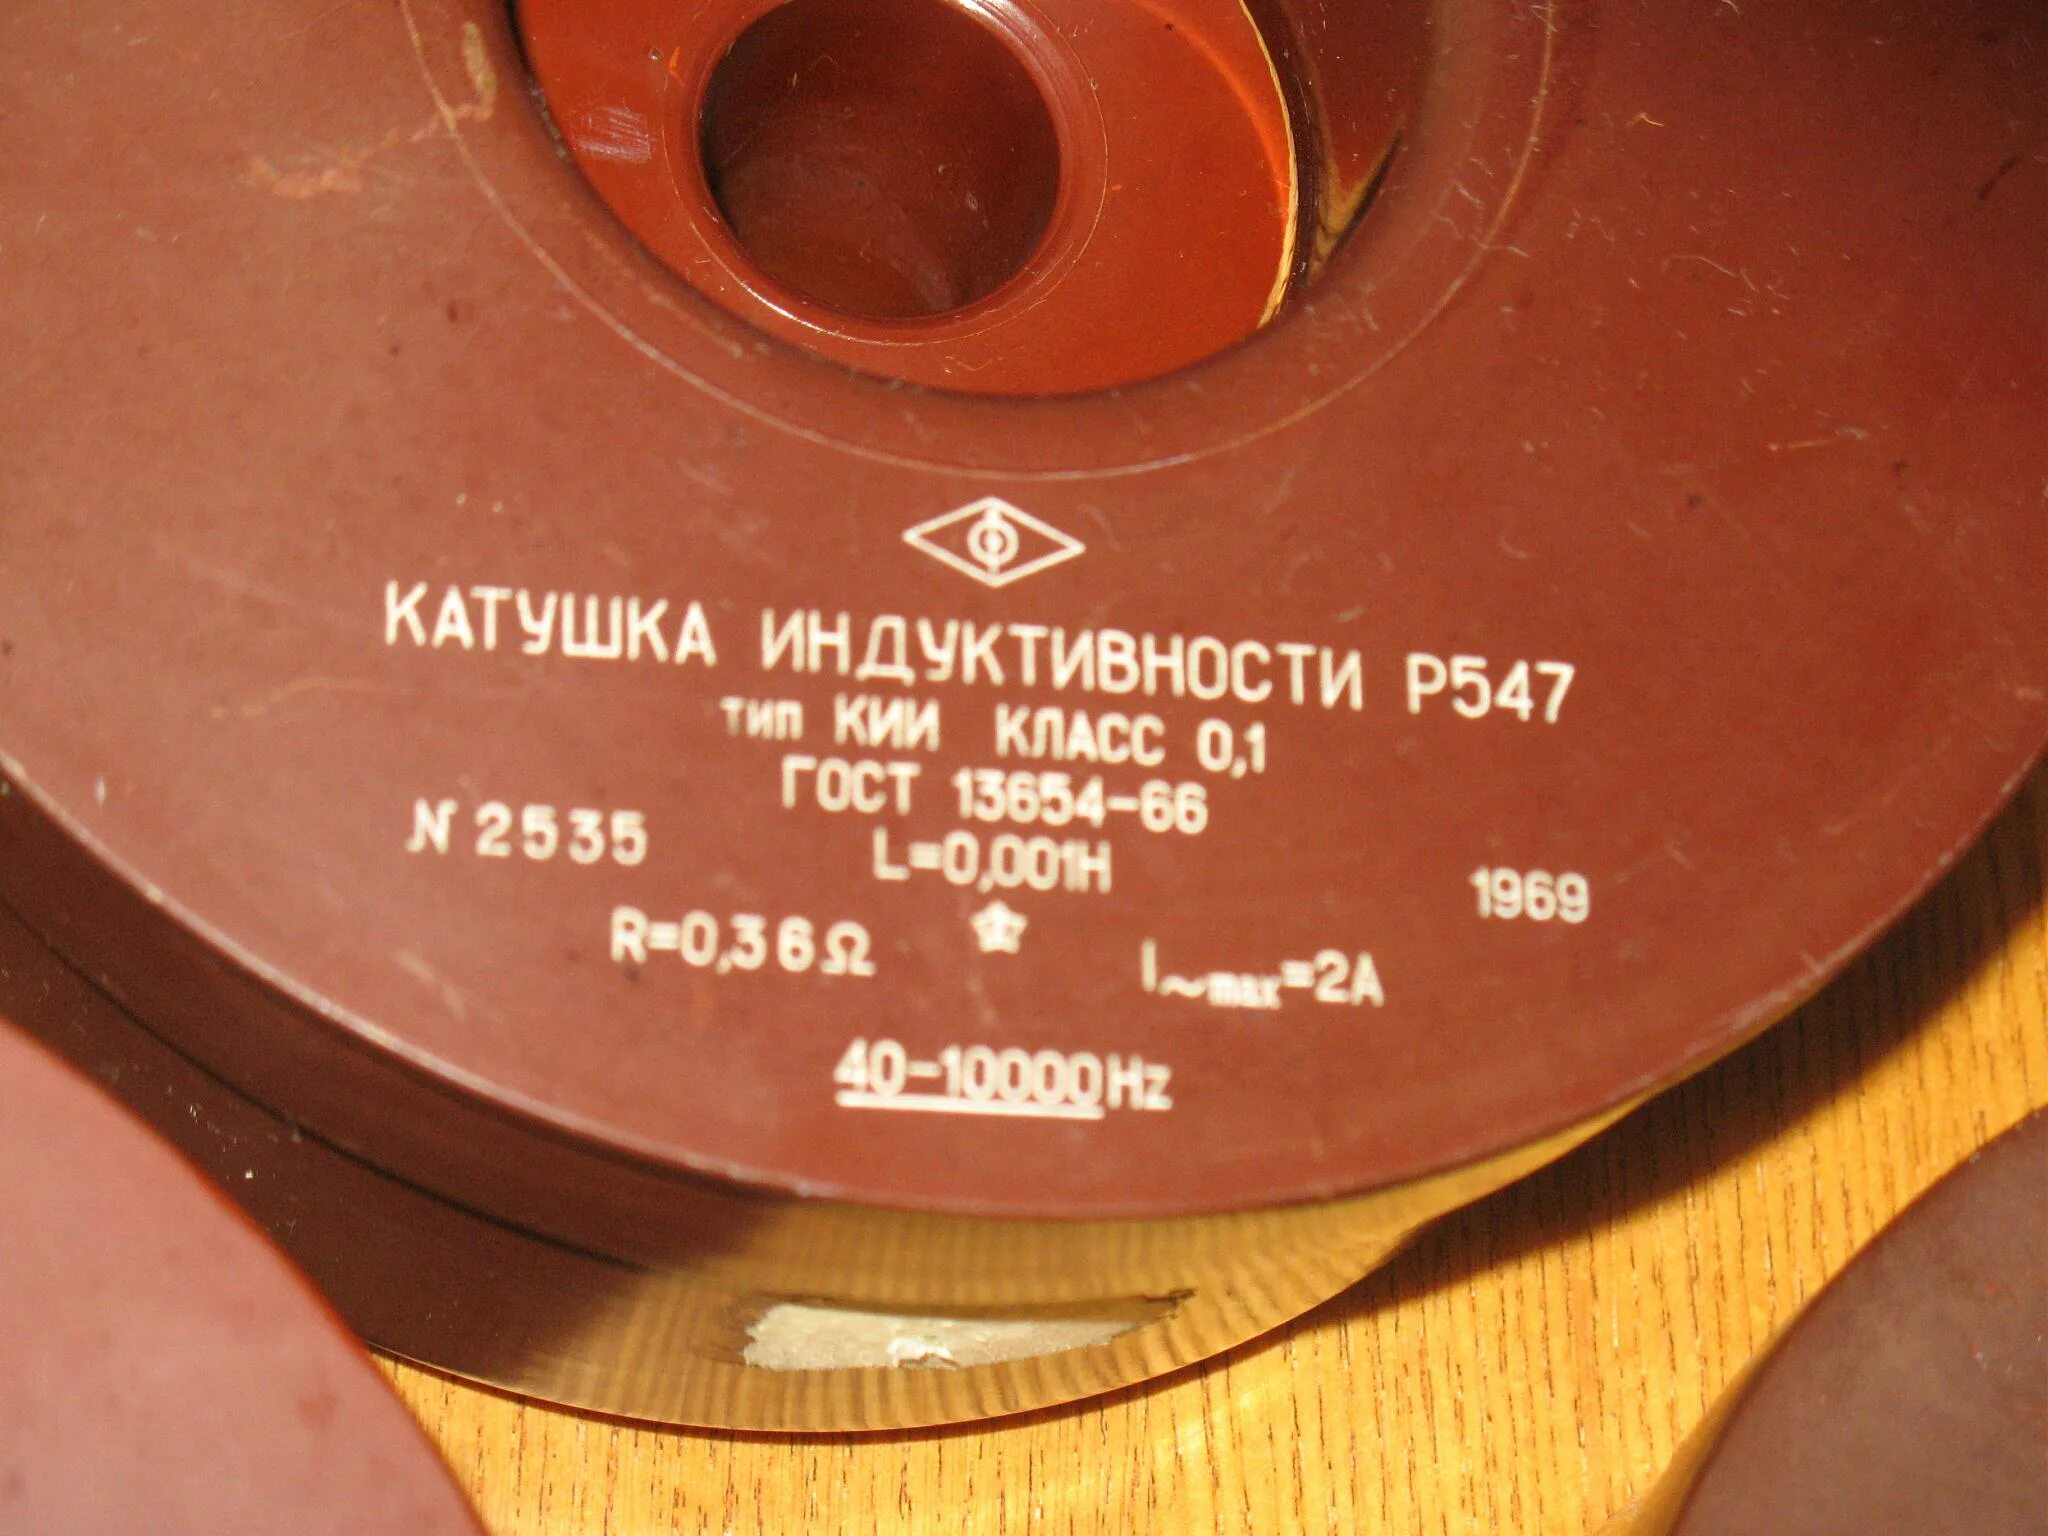 КАТУШКА ИНДУКТИВНОСТИ Р547
тип КИИ КЛАСС 0,1
ГОСТ 13654-66
N 2535 L=0,001H 1969
R=0,36Ω I~max=2A
40-10000Hz